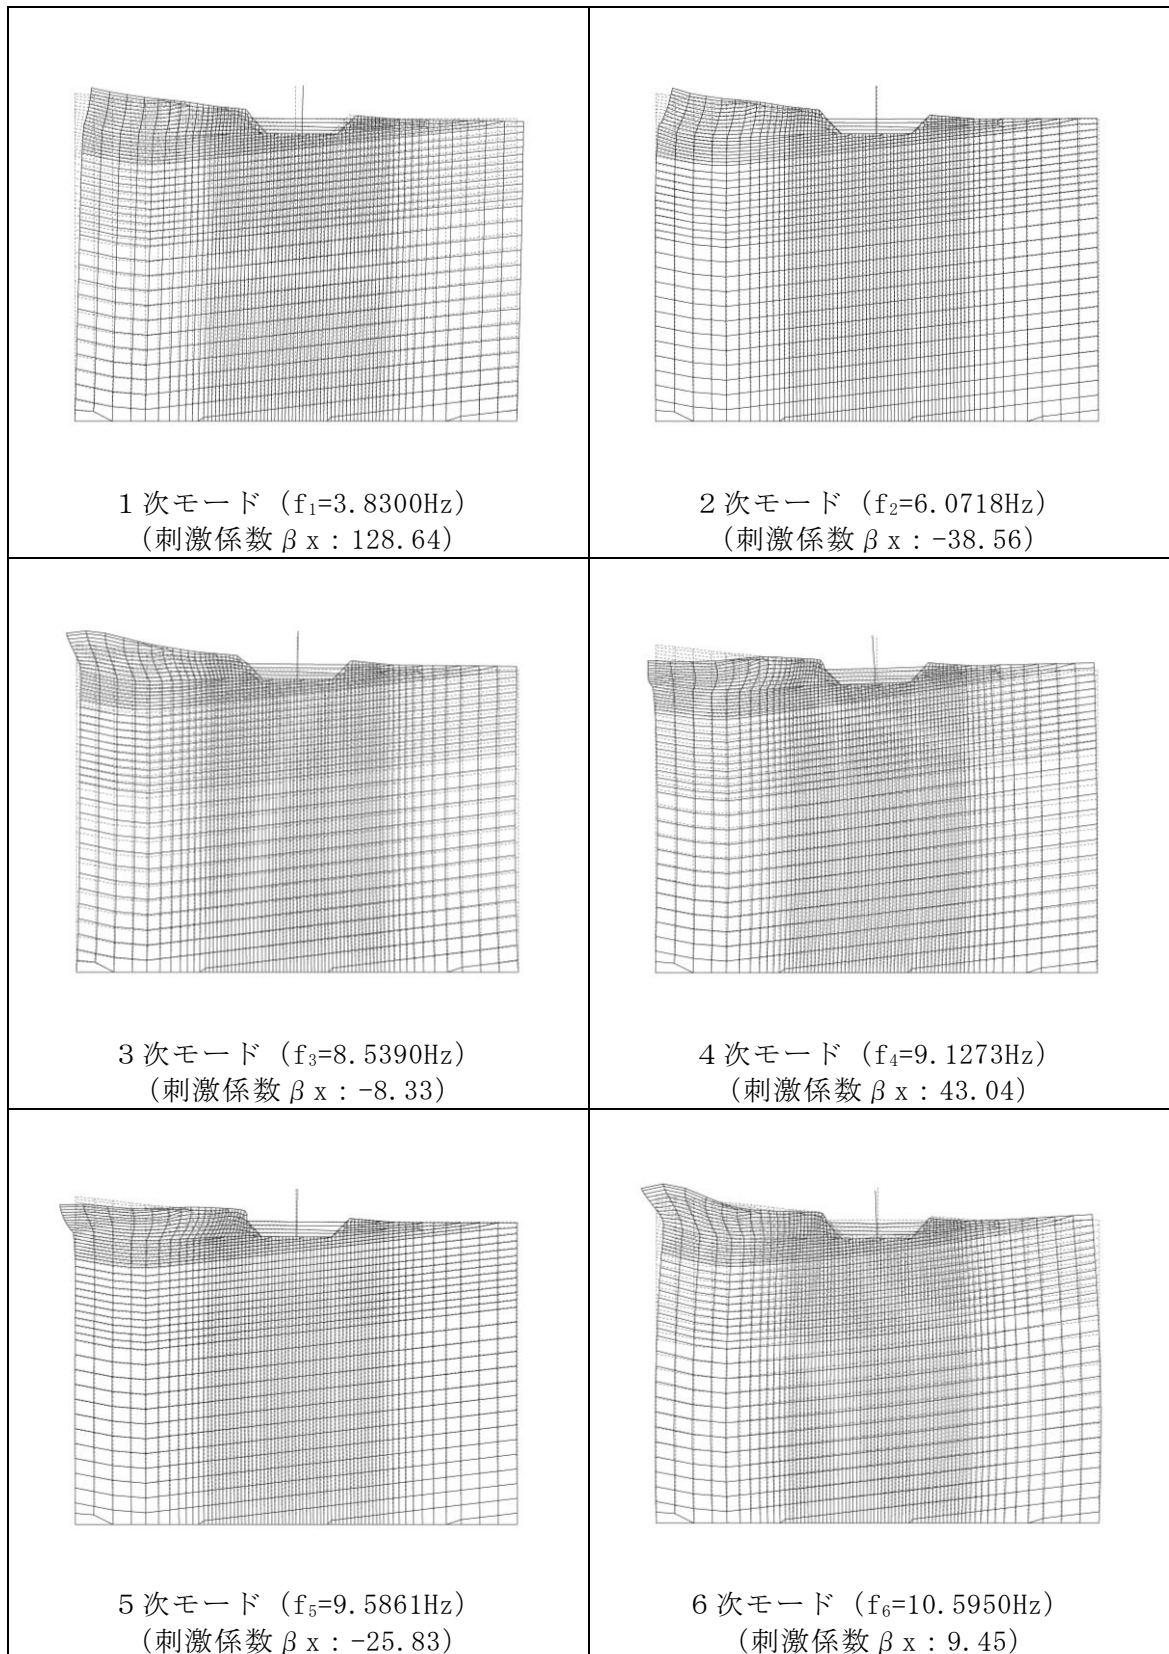 1次モード (f₁=3.8300Hz)
(刺激係数βx:128.64)
2次モード (f₂=6.0718Hz)
(刺激係数βx:-38.56)
3次モード (f₃=8.5390Hz)
(刺激係数βx:-8.33)
4次モード (f₄=9.1273Hz)
(刺激係数βx:43.04)
5次モード (f₅=9.5861Hz)
(刺激係数βx:-25.83)
6次モード (f₆=10.5950Hz)
(刺激係数βx:9.45)